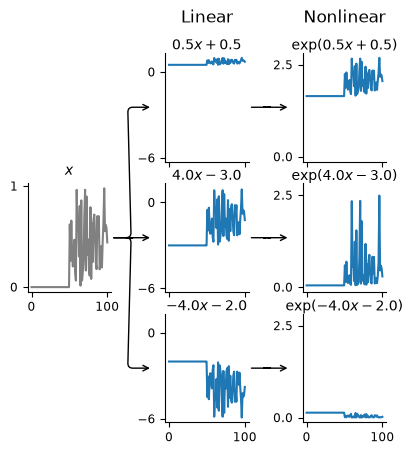 Linear
Nonlinear
0.5x + 0.5
exp(0.5x + 0.5)
0
−6
2.5
0.0
x
1
0
0
100
4.0x − 3.0
exp(4.0x − 3.0)
0
−6
2.5
0.0
−4.0x − 2.0
exp(−4.0x − 2.0)
0
−6
0
100
2.5
0.0
0
100